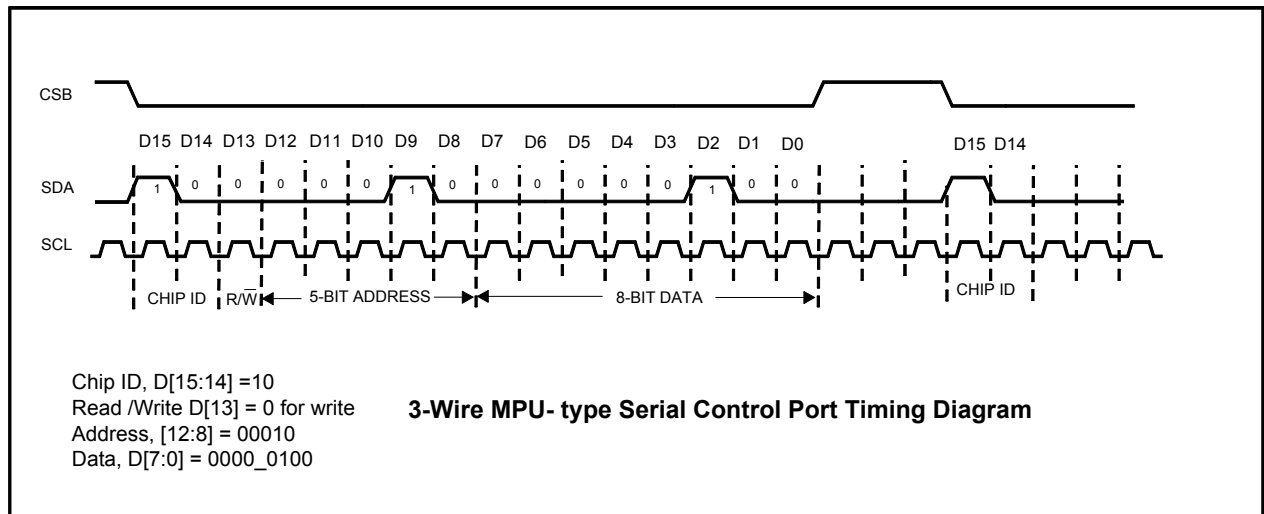 CSB
D15 D14 D13 D12 D11 D10 D9 D8 D7 D6 D5 D4 D3 D2 D1 D0 D15 D14
SDA 1 0 0 0 0 0 1 0 0 0 0 0 0 1 0 0
SCL
CHIP ID R/W̅ 5-BIT ADDRESS 8-BIT DATA CHIP ID
Chip ID, D[15:14] =10
Read /Write D[13] = 0 for write
3-Wire MPU- type Serial Control Port Timing Diagram
Address, [12:8] = 00010
Data, D[7:0] = 0000_0100